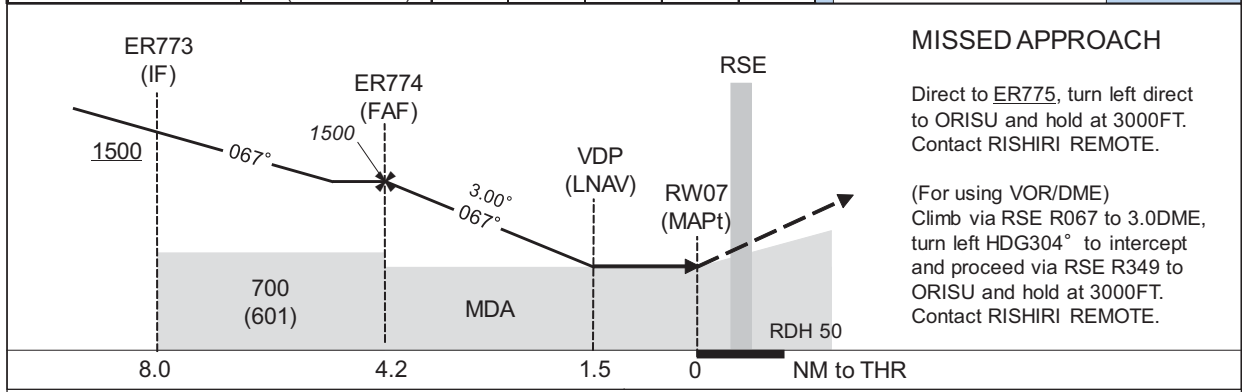 ER773
(IF)
ER774
(FAF)
1500
1500
067°
3.00°
067°
VDP
(LNAV)
RW07
(MAPt)
RSE
700
(601)
MDA
RDH 50
8.0
4.2
1.5
0
NM to THR
MISSED APPROACH
Direct to ER775, turn left direct
to ORISU and hold at 3000FT.
Contact RISHIRI REMOTE.
(For using VOR/DME)
Climb via RSE R067 to 3.0DME,
turn left HDG304° to intercept
and proceed via RSE R349 to
ORISU and hold at 3000FT.
Contact RISHIRI REMOTE.